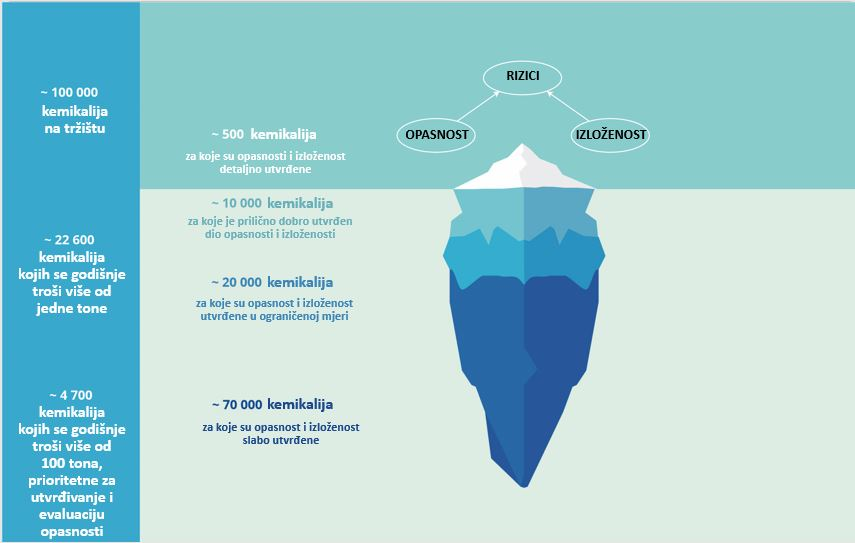 ~ 100 000
kemikalija
na tržištu
~ 22 600
kemikalija
kojih se godišnje
troši više od
jedne tone
~ 4 700
kemikalija
kojih se godišnje
troši više od
100 tona,
prioritetne za
utvrđivanje i
evaluaciju
opasnosti
RIZICI
OPASNOST
IZLOŽENOST
~ 500 kemikalija
za koje su opasnosti i izloženost
detaljno utvrđene
~ 10 000 kemikalija
za koje je prilično dobro utvrđen
dio opasnosti i izloženosti
~ 20 000 kemikalija
za koje su opasnost i izloženost
utvrđene u ograničenoj mjeri
~ 70 000 kemikalija
za koje su opasnost i izloženost
slabo utvrđene